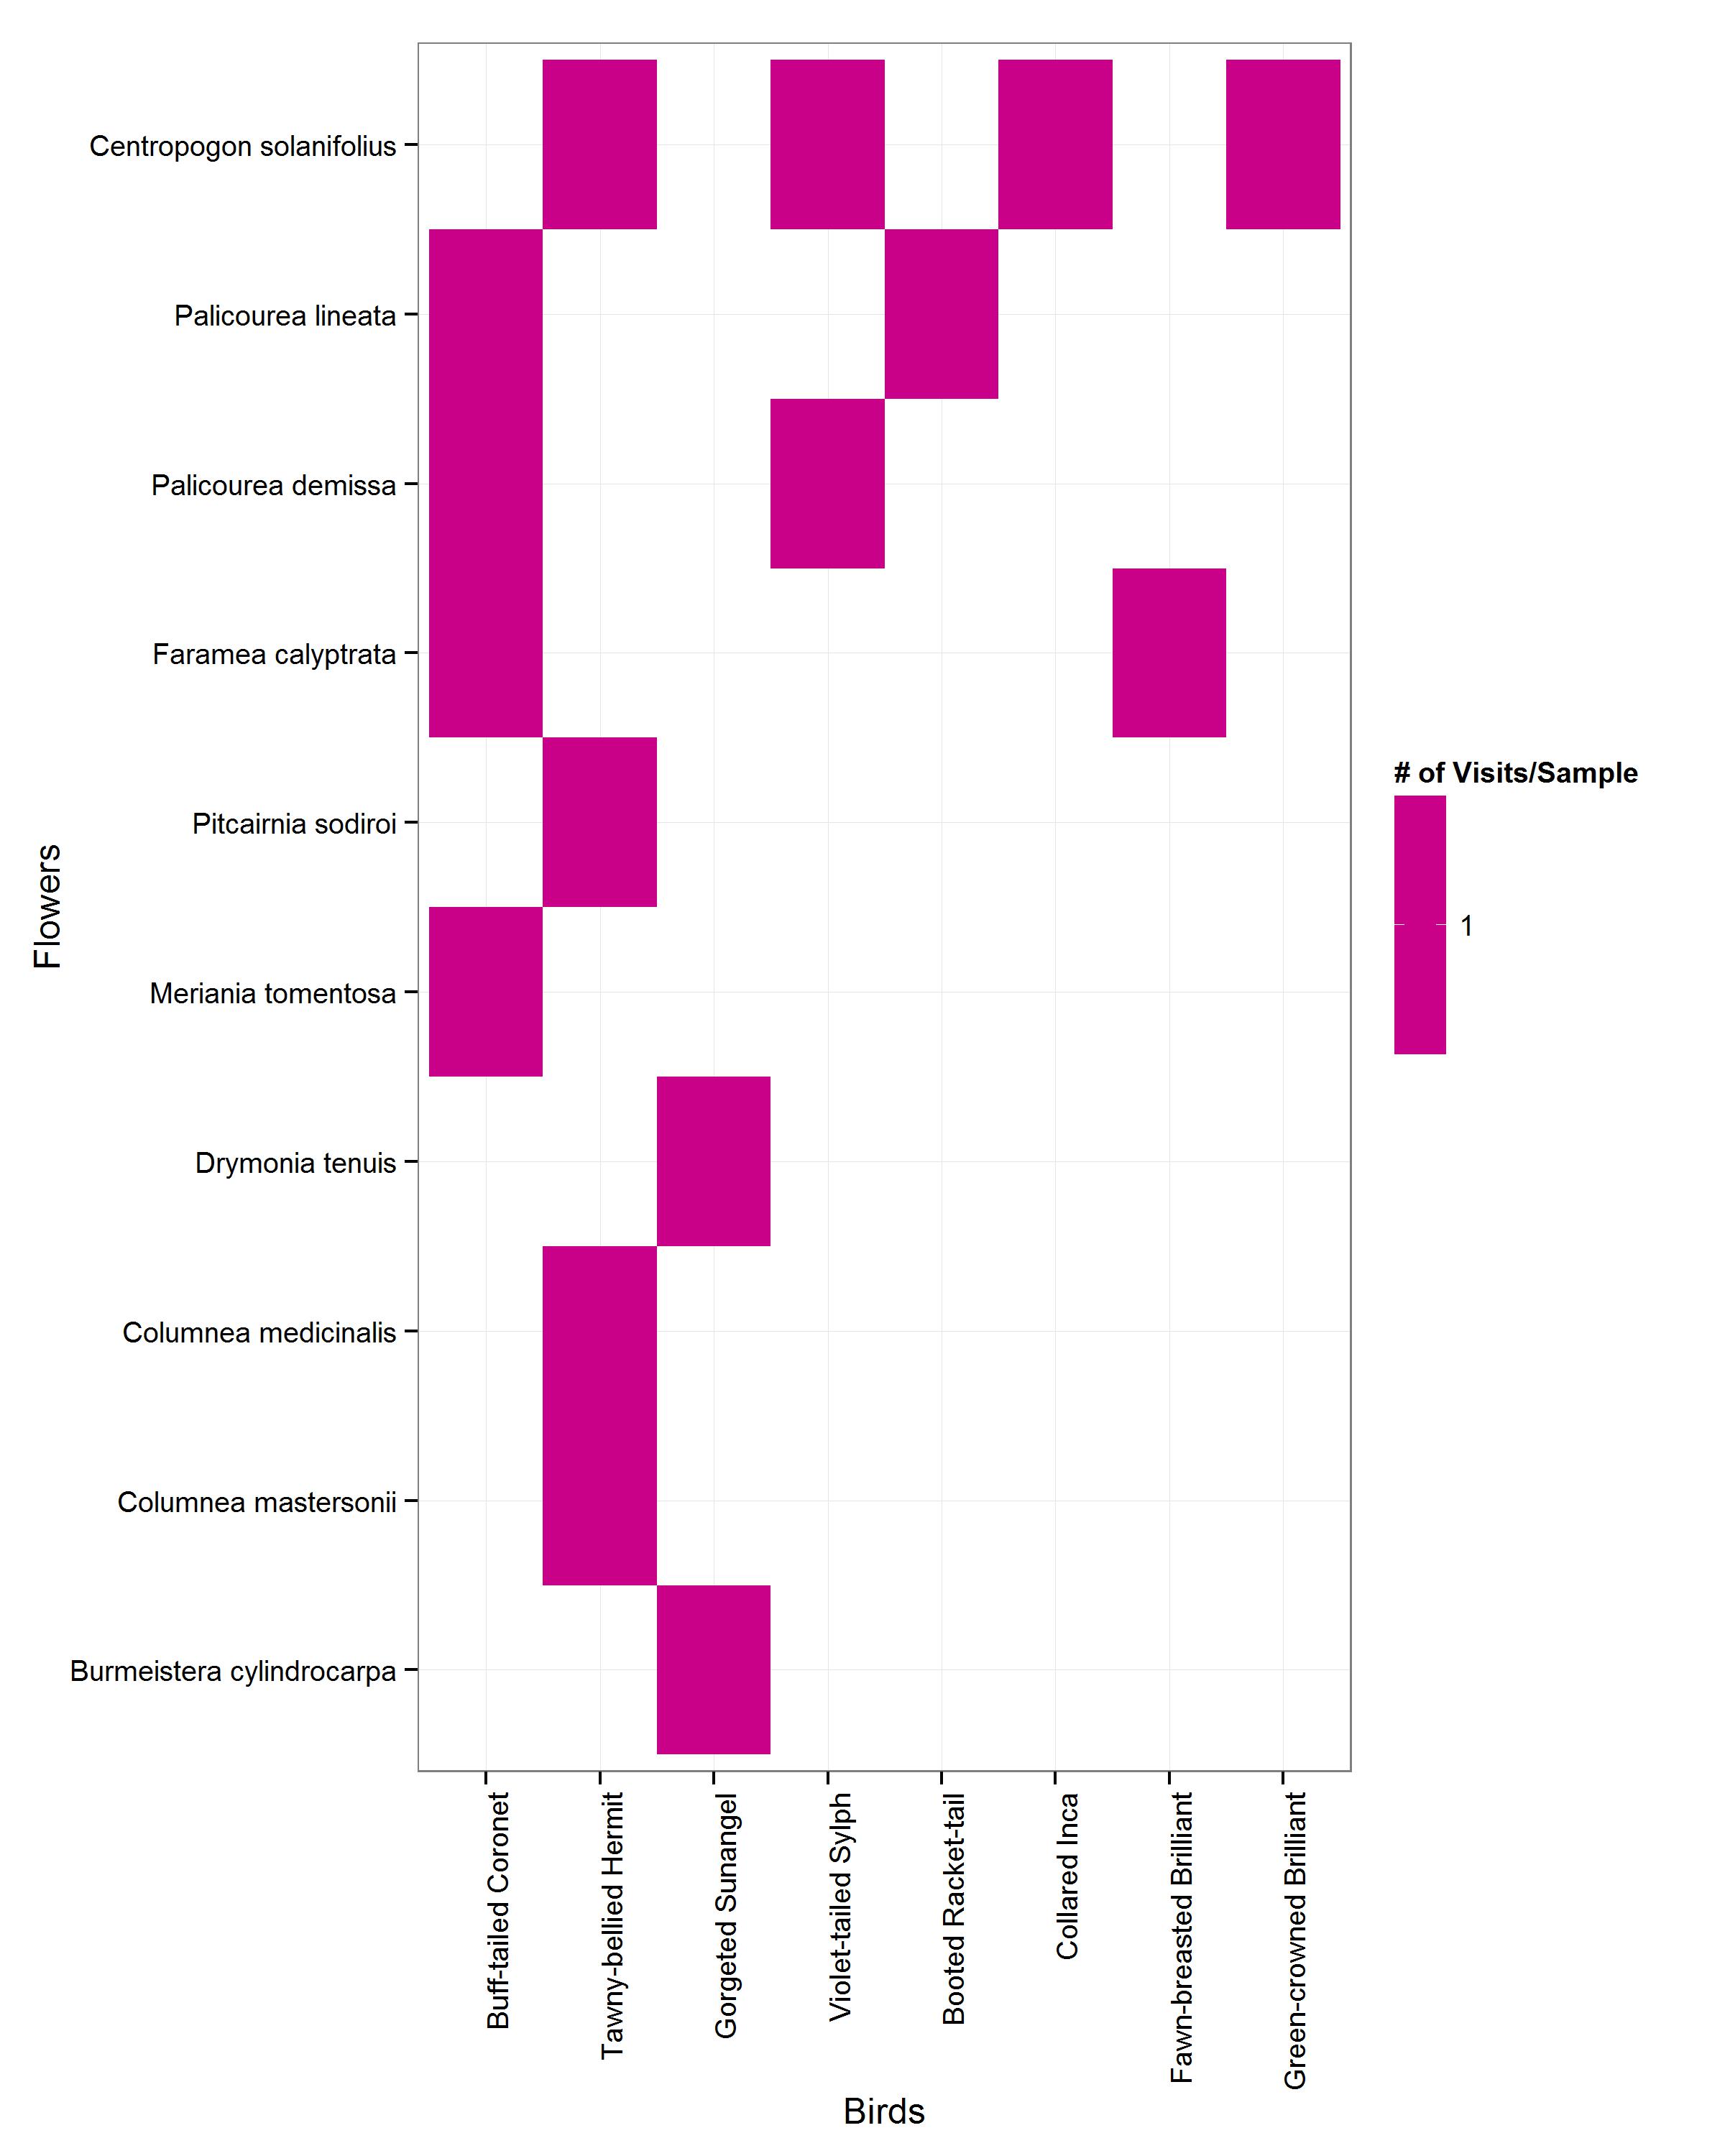 Centropogon solanifolius
Palicourea lineata
Palicourea demissa
Faramea calyptrata
Pitcairnia sodiroi
Meriania tomentosa
Drymonia tenuis
Columnea medicinalis
Columnea mastersonii
Burmeistera cylindrocarpa
Flowers
# of Visits/Sample
1
Buff-tailed Coronet
Tawny-bellied Hermit
Gorgeted Sunangel
Violet-tailed Sylph
Booted Racket-tail
Collared Inca
Fawn-breasted Brilliant
Green-crowned Brilliant
Birds